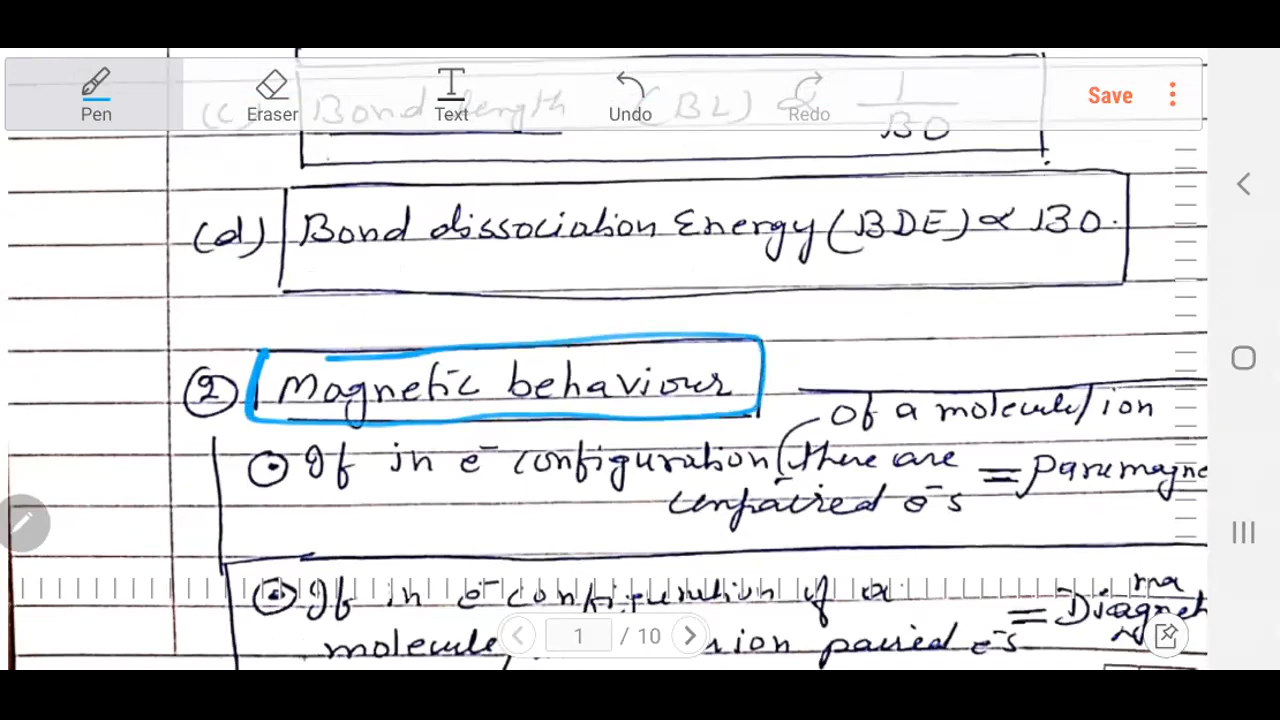 Pen
Eraser
Text
Undo
Redo
Save
(c) Bond length (BL) ∝ 1/BO
(d) Bond dissociation Energy (BDE) ∝ BO.
② Magnetic behaviour
of a molecule/ion
⊙ If in e⁻ configuration there are = Paramagne
unpaired e⁻s
⊙ If in e⁻ configuration of a = Diamagnet
molecule, ion paired e⁻s
1 / 10